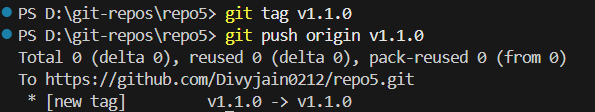 PS D:\git-repos\repo5> git tag v1.1.0
PS D:\git-repos\repo5> git push origin v1.1.0
Total 0 (delta 0), reused 0 (delta 0), pack-reused 0 (from 0)
To https://github.com/Divyjain0212/repo5.git
 * [new tag]         v1.1.0 -> v1.1.0